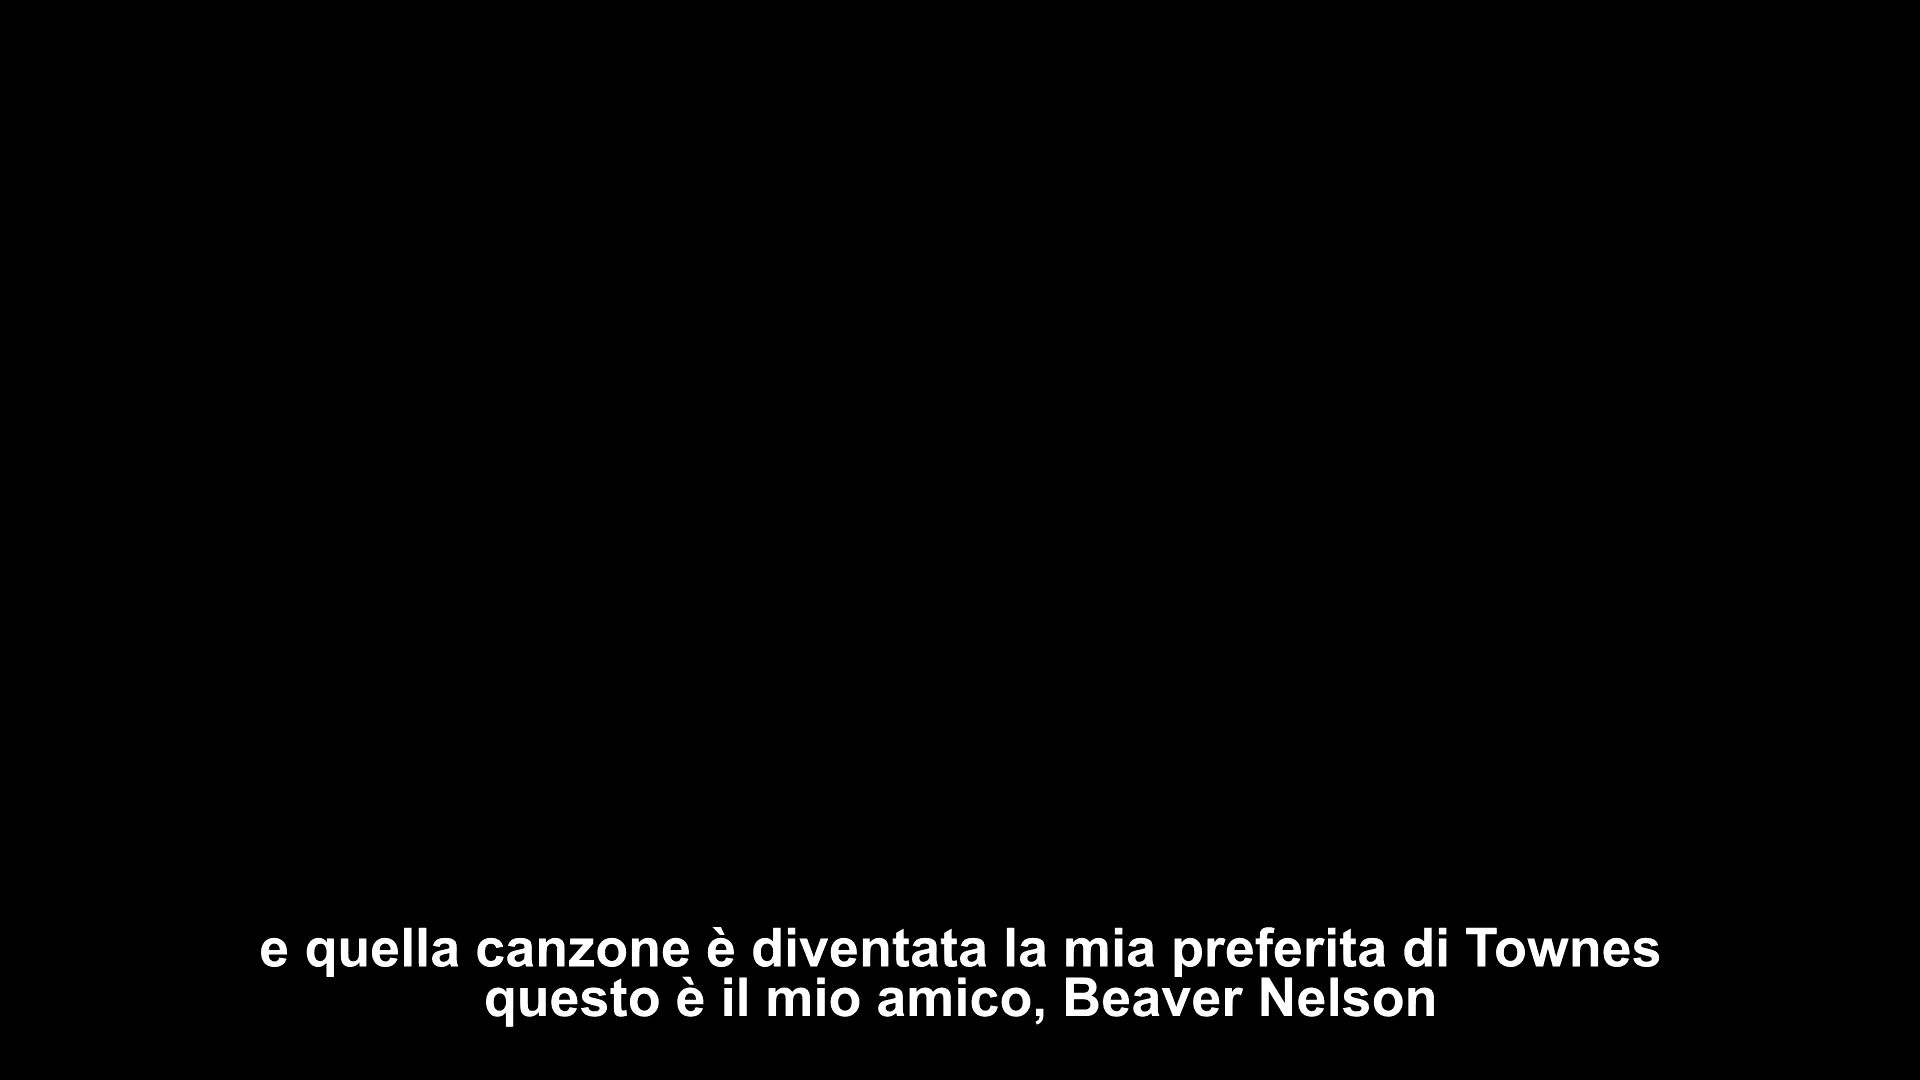 e quella canzone è diventata la mia preferita di Townes
questo è il mio amico, Beaver Nelson